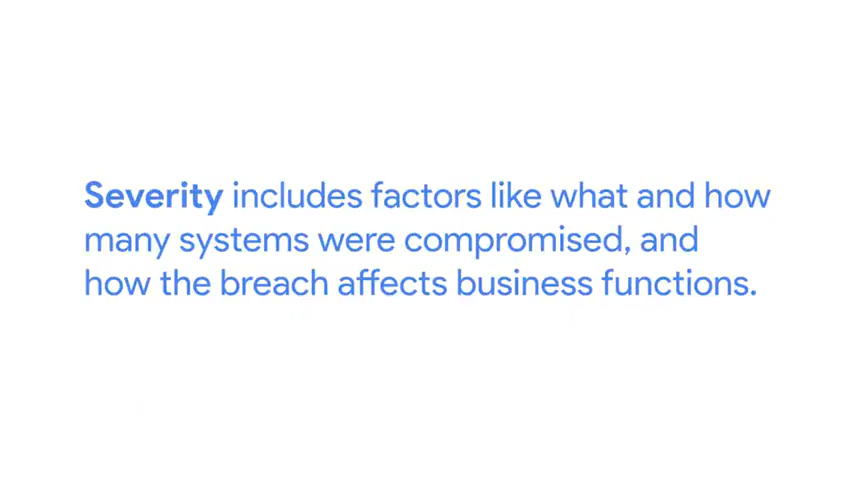 Severity includes factors like what and how
many systems were compromised, and
how the breach affects business functions.